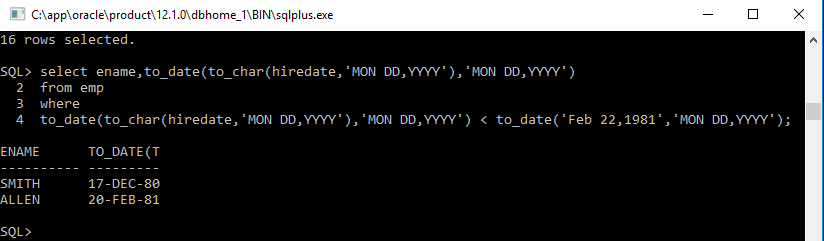 C:\app\oracle\product\12.1.0\dbhome_1\BIN\sqlplus.exe
16 rows selected.
SQL> select ename,to_date(to_char(hiredate,'MON DD,YYYY'),'MON DD,YYYY')
2 from emp
3 where
4 to_date(to_char(hiredate,'MON DD,YYYY'),'MON DD,YYYY') < to_date('Feb 22,1981','MON DD,YYYY');
ENAME TO_DATE(T
---------- ---------
SMITH 17-DEC-80
ALLEN 20-FEB-81
SQL>